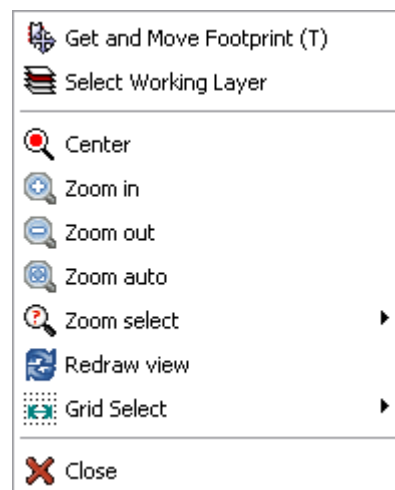 Get and Move Footprint (T)
Select Working Layer
Center
Zoom in
Zoom out
Zoom auto
Zoom select
Redraw view
Grid Select
Close